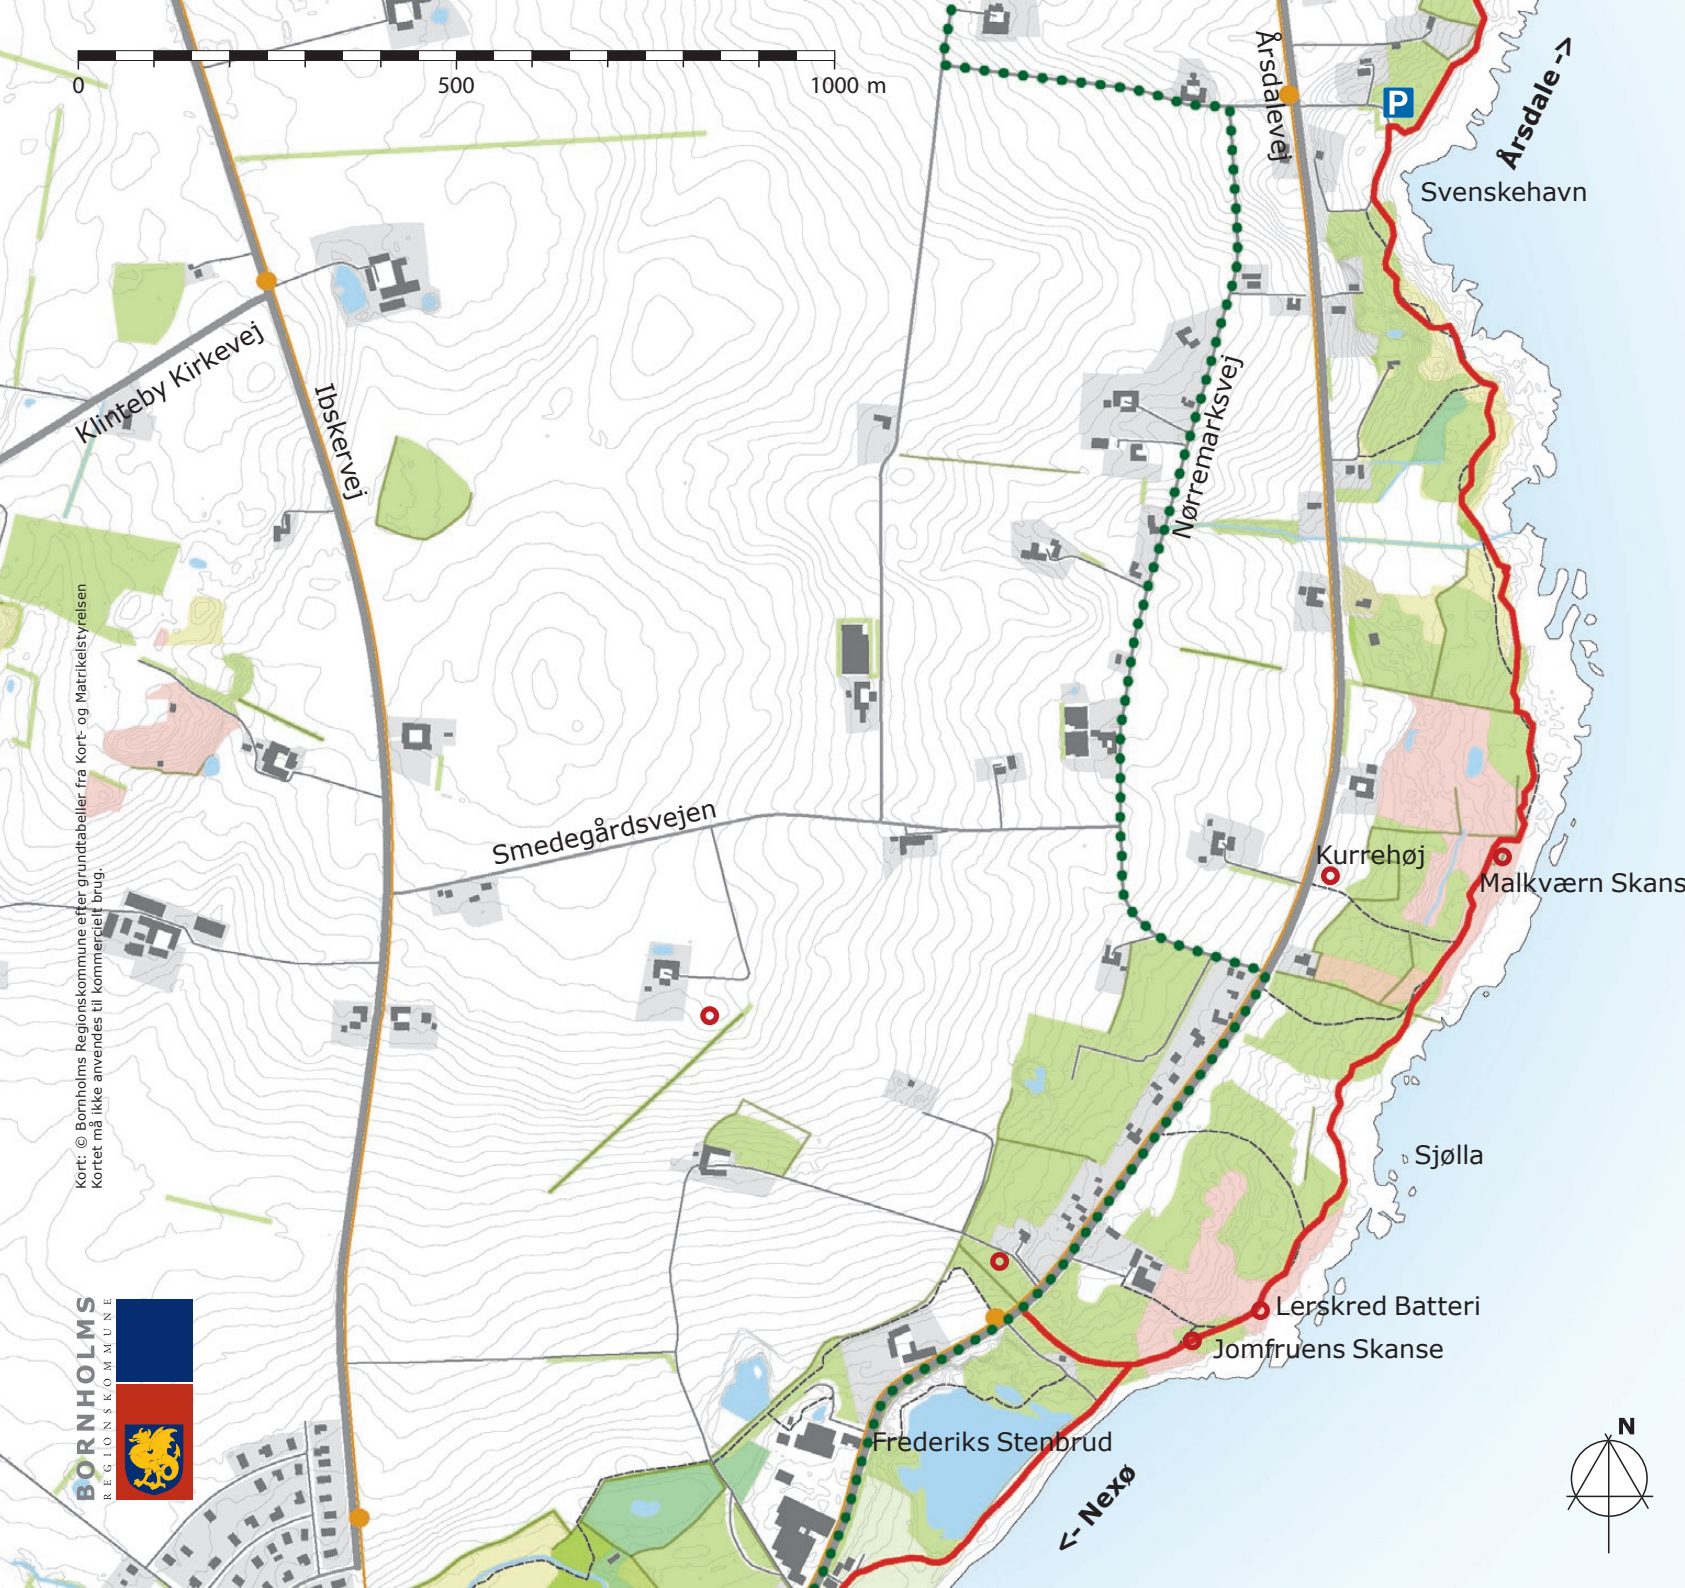 0 500 1000 m
Årsdalevej
P
Årsdale ->
Svenskehavn
Klinteby Kirkevej
Ibskervej
Nørremarksvej
Smedegårdsvejen
Kurrehøj
Malkværn Skans
Sjølla
Lerskred Batteri
Jomfruens Skanse
Frederiks Stenbrud
<- Nexø
N
Kort: © Bornholms Regionskommune efter grundtabeller fra Kort- og Matrikelstyrelsen
Kortet må ikke anvendes til kommercielt brug.
BORNHOLMS
REGIONSKOMMUNE